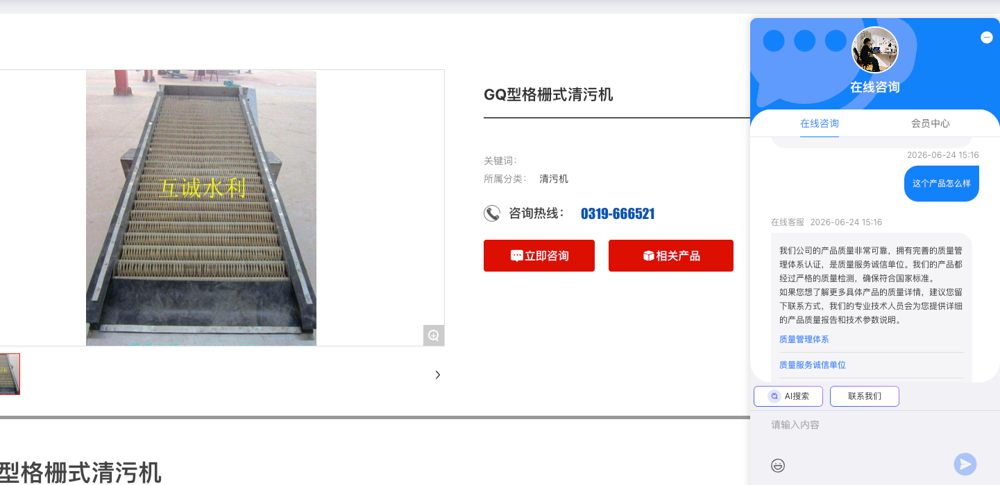 互诚水利
GQ型格栅式清污机
关键词：
所属分类： 清污机
咨询热线： 0319-666521
立即咨询
相关产品
型格栅式清污机
在线咨询
在线咨询
会员中心
2026-06-24 15:16
这个产品怎么样
在线客服 2026-06-24 15:16
我们公司的产品质量非常可靠，拥有完善的质量管
理体系认证，是质量服务诚信单位。我们的产品都
经过严格的质量检测，确保符合国家标准。
如果您想了解更多具体产品的质量详情，建议您留
下联系方式，我们的专业技术人员会为您提供详细
的产品质量报告和技术参数说明。
质量管理体系
质量服务诚信单位
AI搜索
联系我们
请输入内容